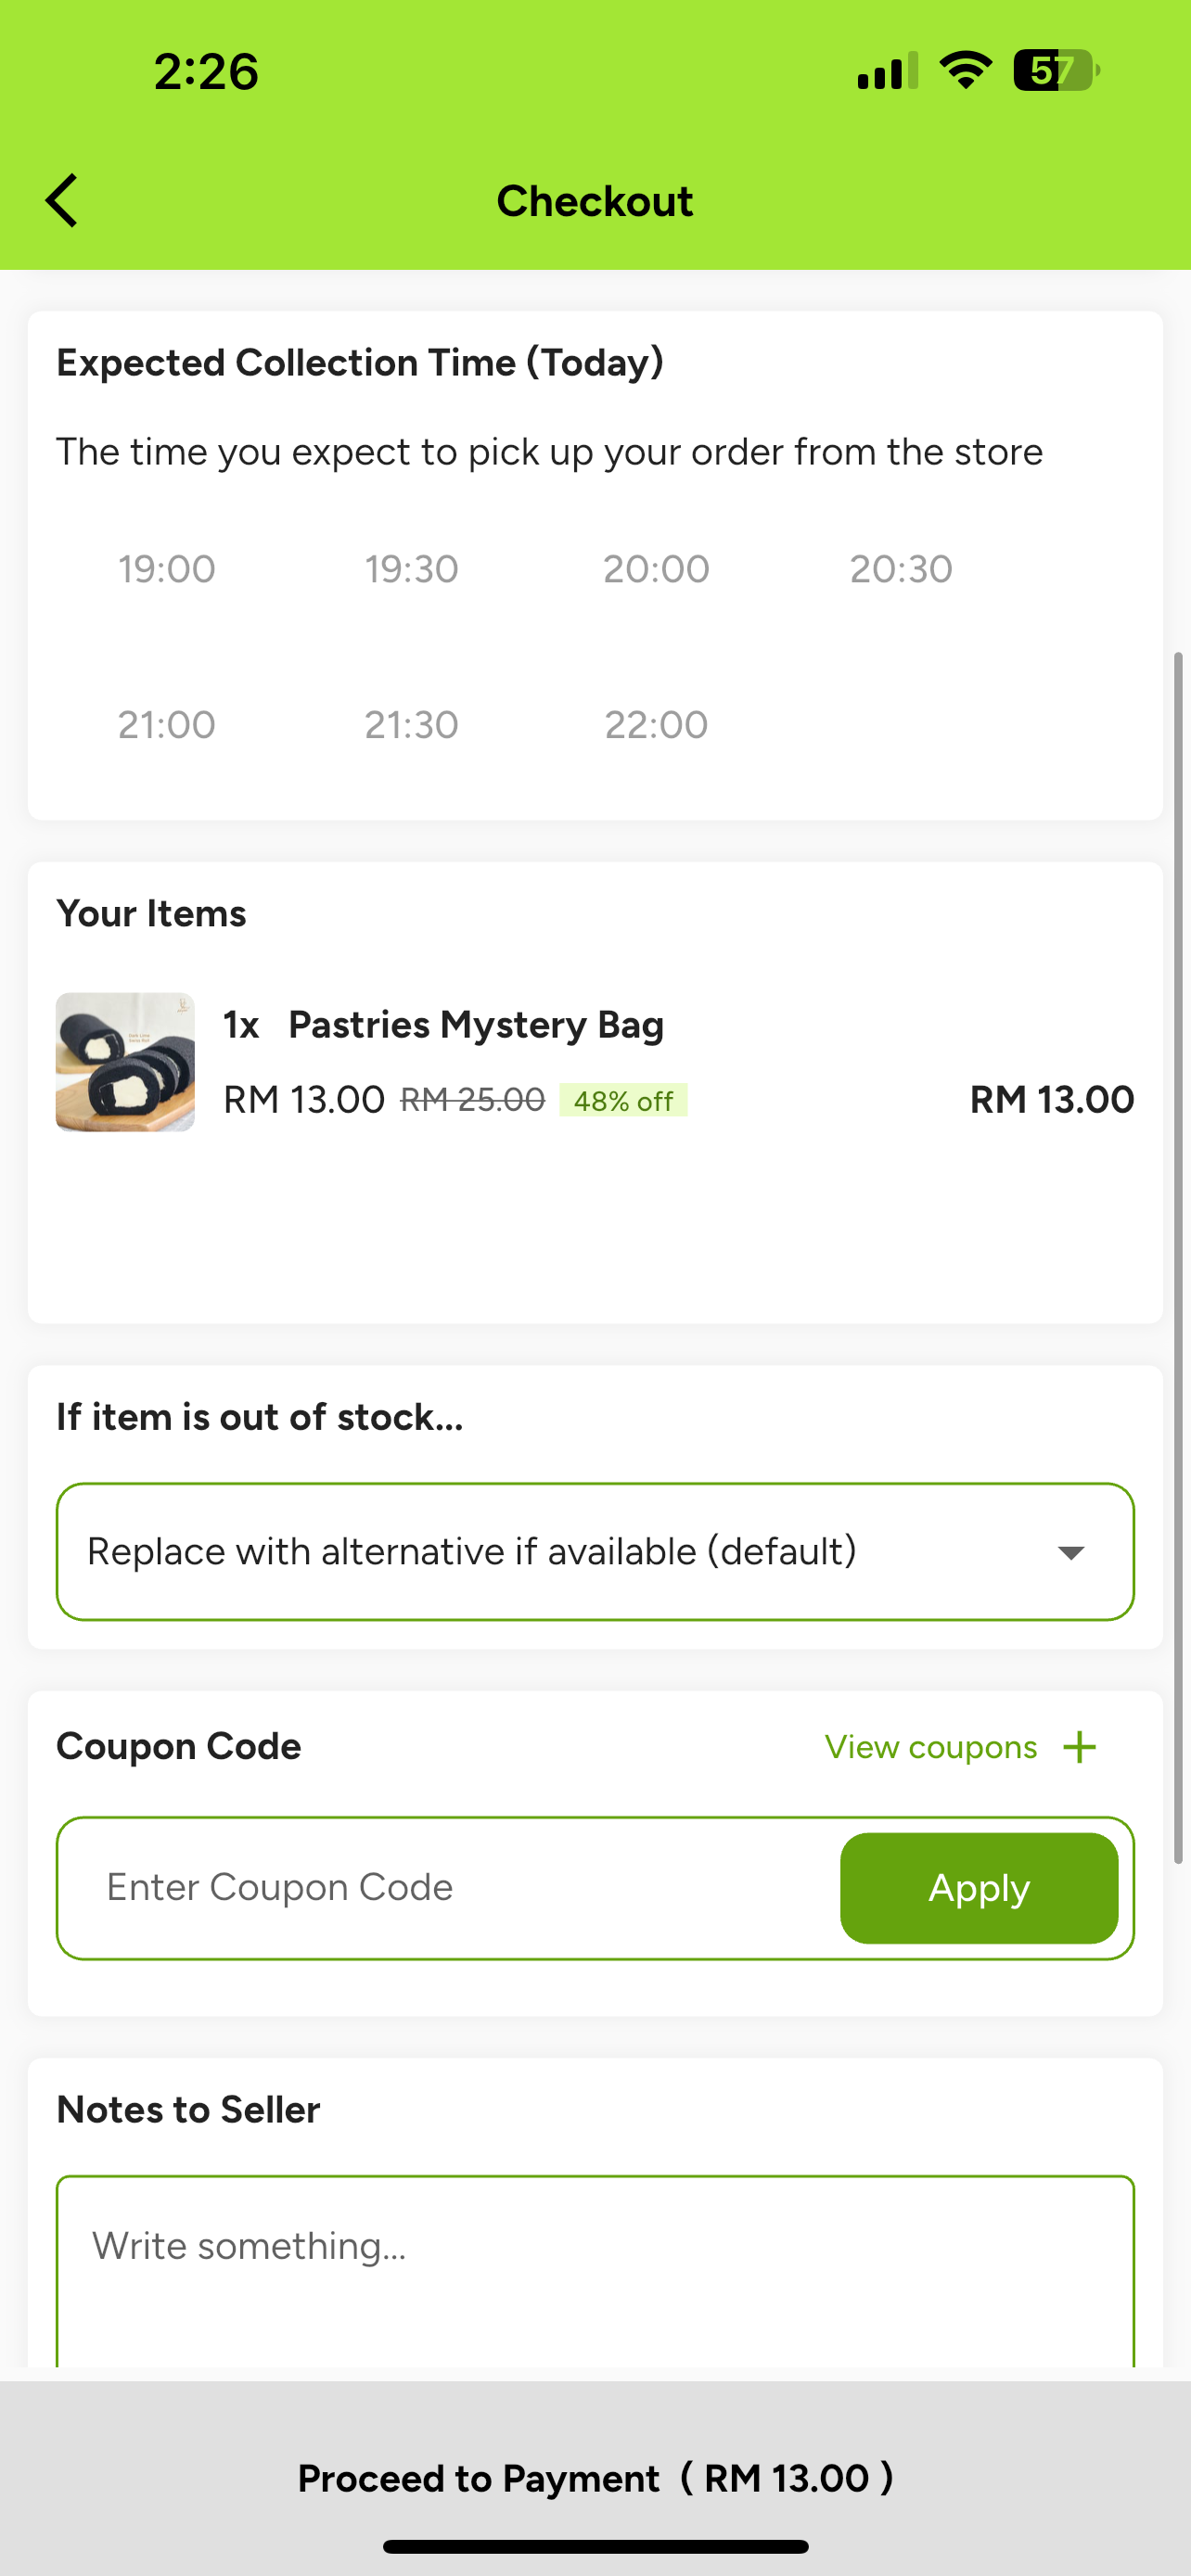 2:26
57
Checkout
Expected Collection Time (Today)
The time you expect to pick up your order from the store
19:00 19:30 20:00 20:30
21:00 21:30 22:00
Your Items
1x Pastries Mystery Bag
RM 13.00 RM 25.00 48% off RM 13.00
If item is out of stock...
Replace with alternative if available (default)
Coupon Code View coupons +
Enter Coupon Code Apply
Notes to Seller
Write something...
Proceed to Payment ( RM 13.00 )